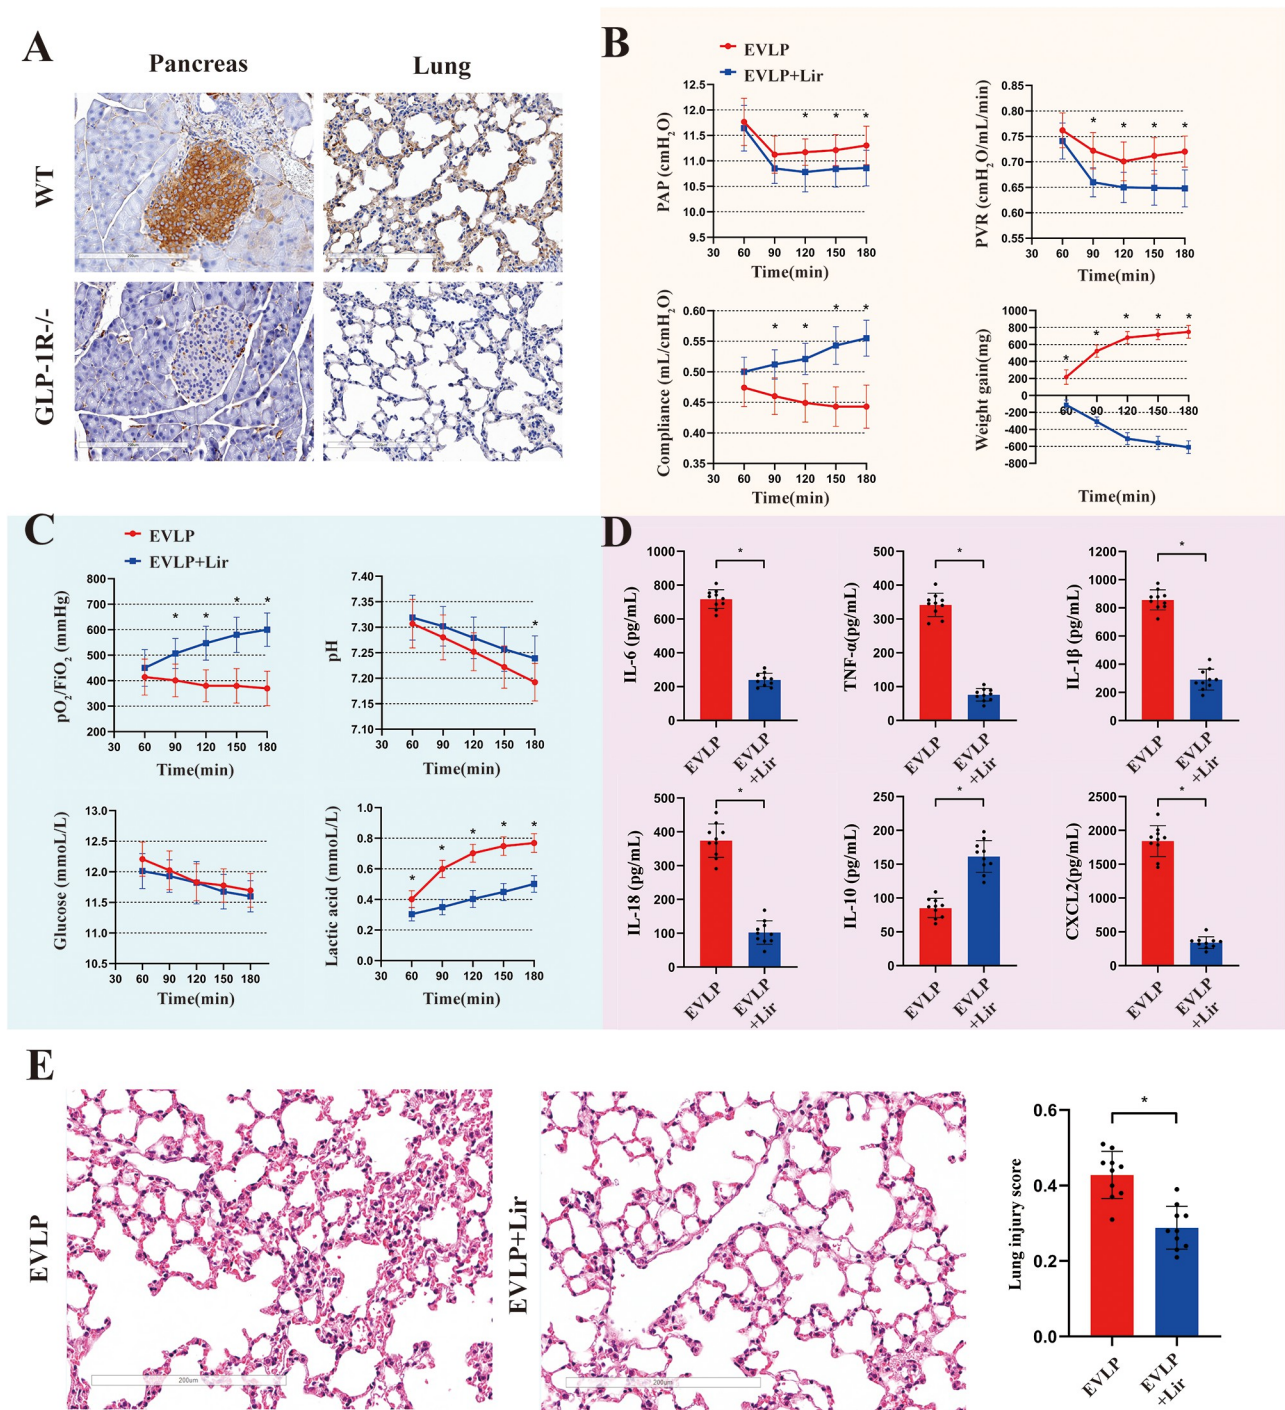 A
Pancreas
Lung
WT
200μm
GLP-1R-/-
200μm
200μm
B
EVLP
EVLP+Lir
PAP (cmH2O)
12.5
12.0
11.5
11.0
10.5
10.0
9.5
30 60 90 120 150 180
Time(min)
* * *
PVR (cmH2O/mL/min)
0.85
0.80
0.75
0.70
0.65
0.60
0.55
30 60 90 120 150 180
Time(min)
* * * *
Compliance (mL/cmH2O)
0.60
0.55
0.50
0.45
0.40
0.35
30 60 90 120 150 180
Time(min)
* * * *
Weight gain(mg)
1000
800
600
400
200
0
-200
-400
-600
-800
60 90 120 150 180
Time(min)
* * * * *
C
EVLP
EVLP+Lir
pO2/FiO2 (mmHg)
800
700
600
500
400
300
200
30 60 90 120 150 180
Time(min)
* * * *
pH
7.40
7.35
7.30
7.25
7.20
7.15
7.10
30 60 90 120 150 180
Time(min)
*
Glucose (mmoL/L)
13.0
12.5
12.0
11.5
11.0
10.5
30 60 90 120 150 180
Time(min)
Lactic acid (mmoL/L)
1.0
0.8
0.6
0.4
0.2
0.0
30 60 90 120 150 180
Time(min)
* * * * *
D
IL-6 (pg/mL)
1000
800
600
400
200
0
*
EVLP
EVLP
+Lir
TNF-α(pg/mL)
500
400
300
200
100
0
*
EVLP
EVLP
+Lir
IL-1β (pg/mL)
1200
1000
800
600
400
200
0
*
EVLP
EVLP
+Lir
IL-18 (pg/mL)
500
400
300
200
100
0
*
EVLP
EVLP
+Lir
IL-10 (pg/mL)
250
200
150
100
50
0
*
EVLP
EVLP
+Lir
CXCL2(pg/mL)
2500
2000
1500
1000
500
0
*
EVLP
EVLP
+Lir
E
EVLP
200μm
EVLP+Lir
200μm
Lung injury score
0.6
0.4
0.2
0.0
*
EVLP
EVLP
+Lir